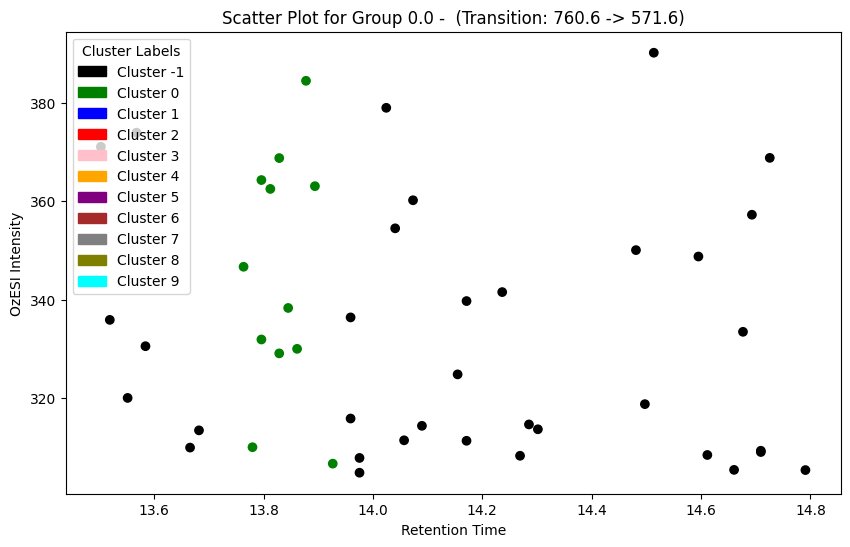 Scatter Plot for Group 0.0 -  (Transition: 760.6 -> 571.6)
Cluster Labels
Cluster -1
Cluster 0
Cluster 1
Cluster 2
Cluster 3
Cluster 4
Cluster 5
Cluster 6
Cluster 7
Cluster 8
Cluster 9
OzESI Intensity
380
360
340
320
13.6 13.8 14.0 14.2 14.4 14.6 14.8
Retention Time